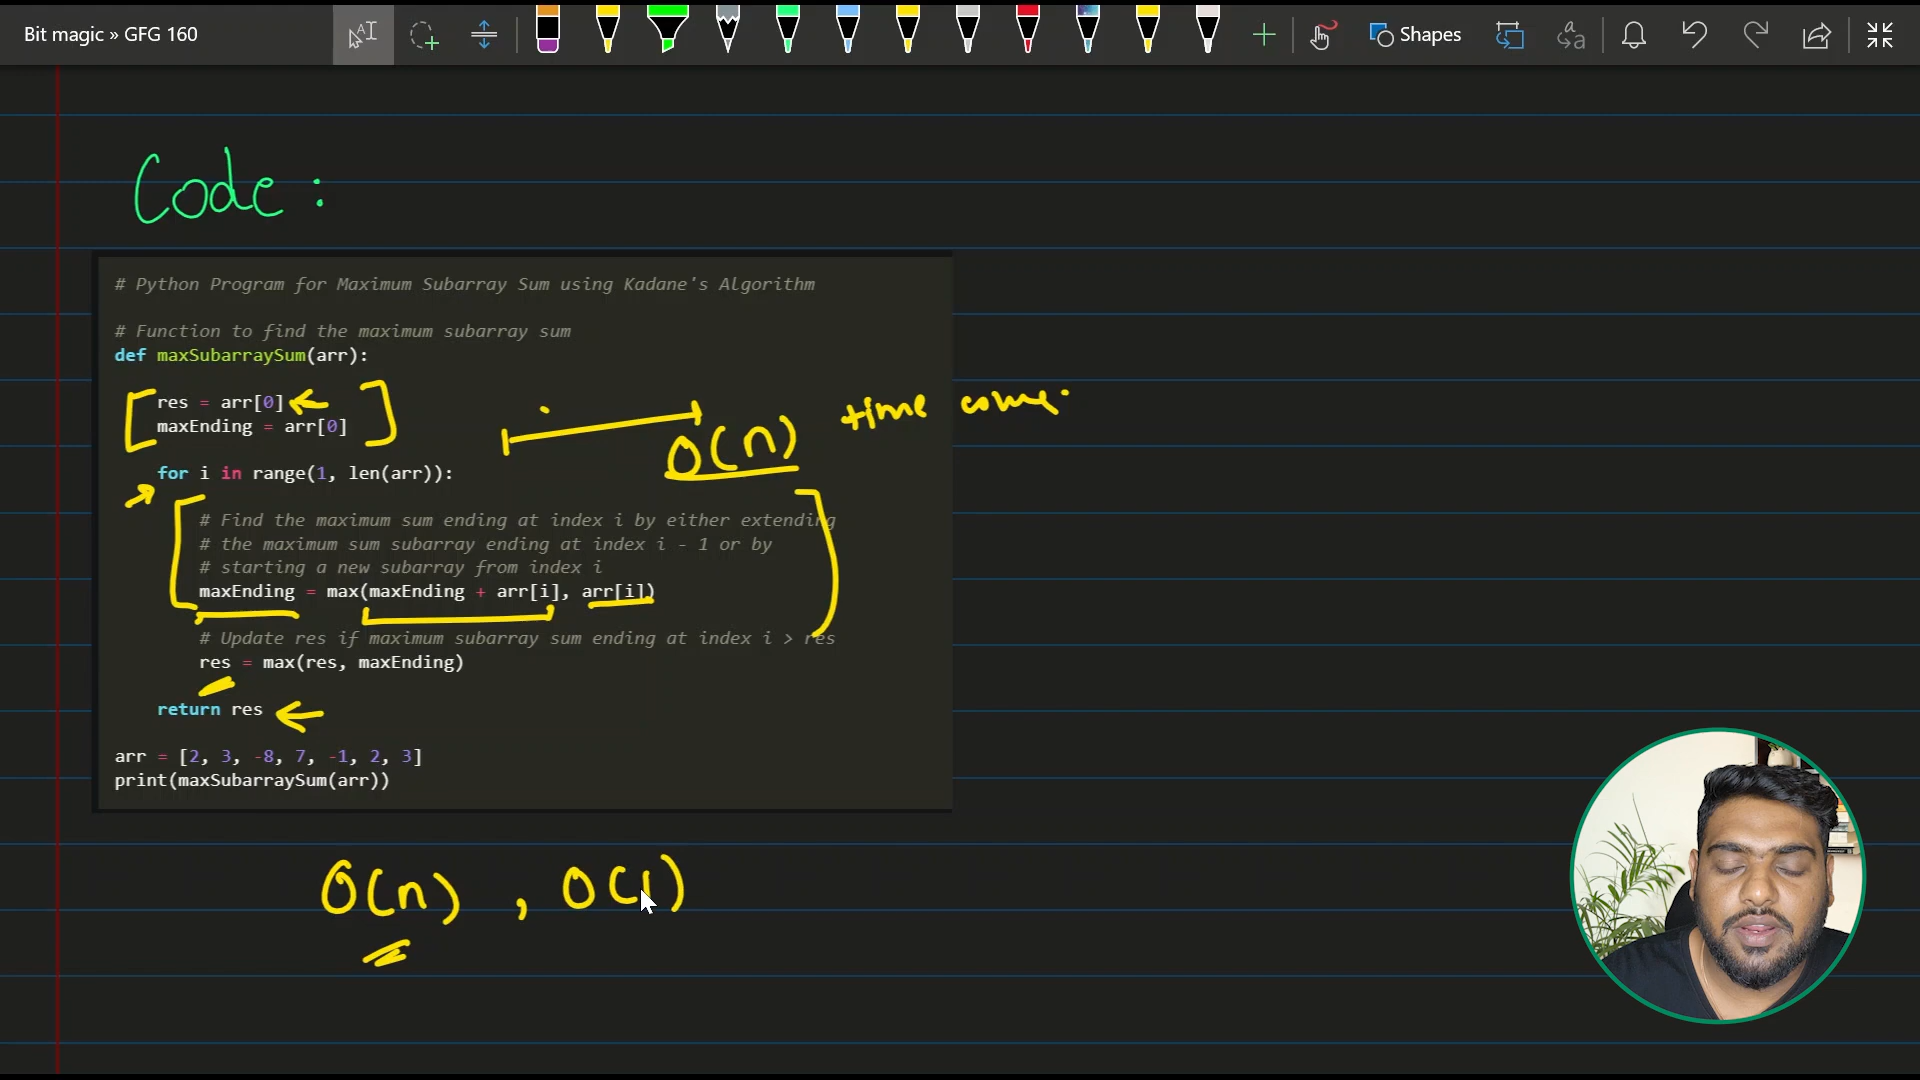 Bit magic » GFG 160
Shapes
Code :
# Python Program for Maximum Subarray Sum using Kadane's Algorithm
# Function to find the maximum subarray sum
def maxSubarraySum(arr):
res = arr[0]
maxEnding = arr[0]
time come.
O(n)
for i in range(1, len(arr)):
# Find the maximum sum ending at index i by either extending
# the maximum sum subarray ending at index i - 1 or by
# starting a new subarray from index i
maxEnding = max(maxEnding + arr[i], arr[i])
# Update res if maximum subarray sum ending at index i > res
res = max(res, maxEnding)
return res
arr = [2, 3, -8, 7, -1, 2, 3]
print(maxSubarraySum(arr))
O(n) , O(1)